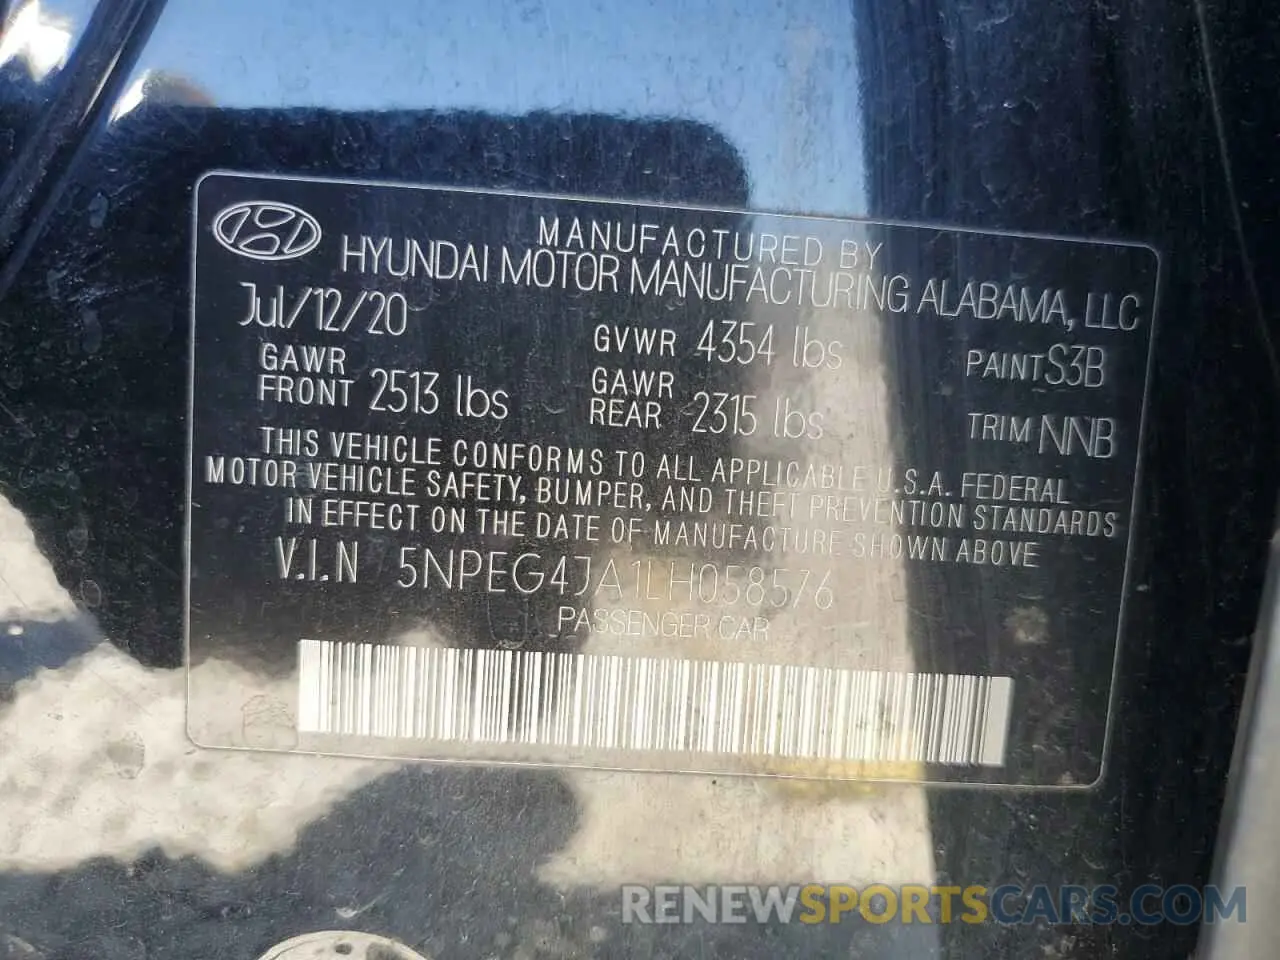 MANUFACTURED BY
HYUNDAI MOTOR MANUFACTURING ALABAMA, LLC
Jul/12/20 GVWR 4354 lbs PAINT S3B
GAWR FRONT 2513 lbs GAWR REAR 2315 lbs TRIM NNB
THIS VEHICLE CONFORMS TO ALL APPLICABLE U.S.A. FEDERAL
MOTOR VEHICLE SAFETY, BUMPER, AND THEFT PREVENTION STANDARDS
IN EFFECT ON THE DATE OF MANUFACTURE SHOWN ABOVE
V.I.N 5NPEG4JA1LH058576
PASSENGER CAR
RENEWSPORTSCARS.COM